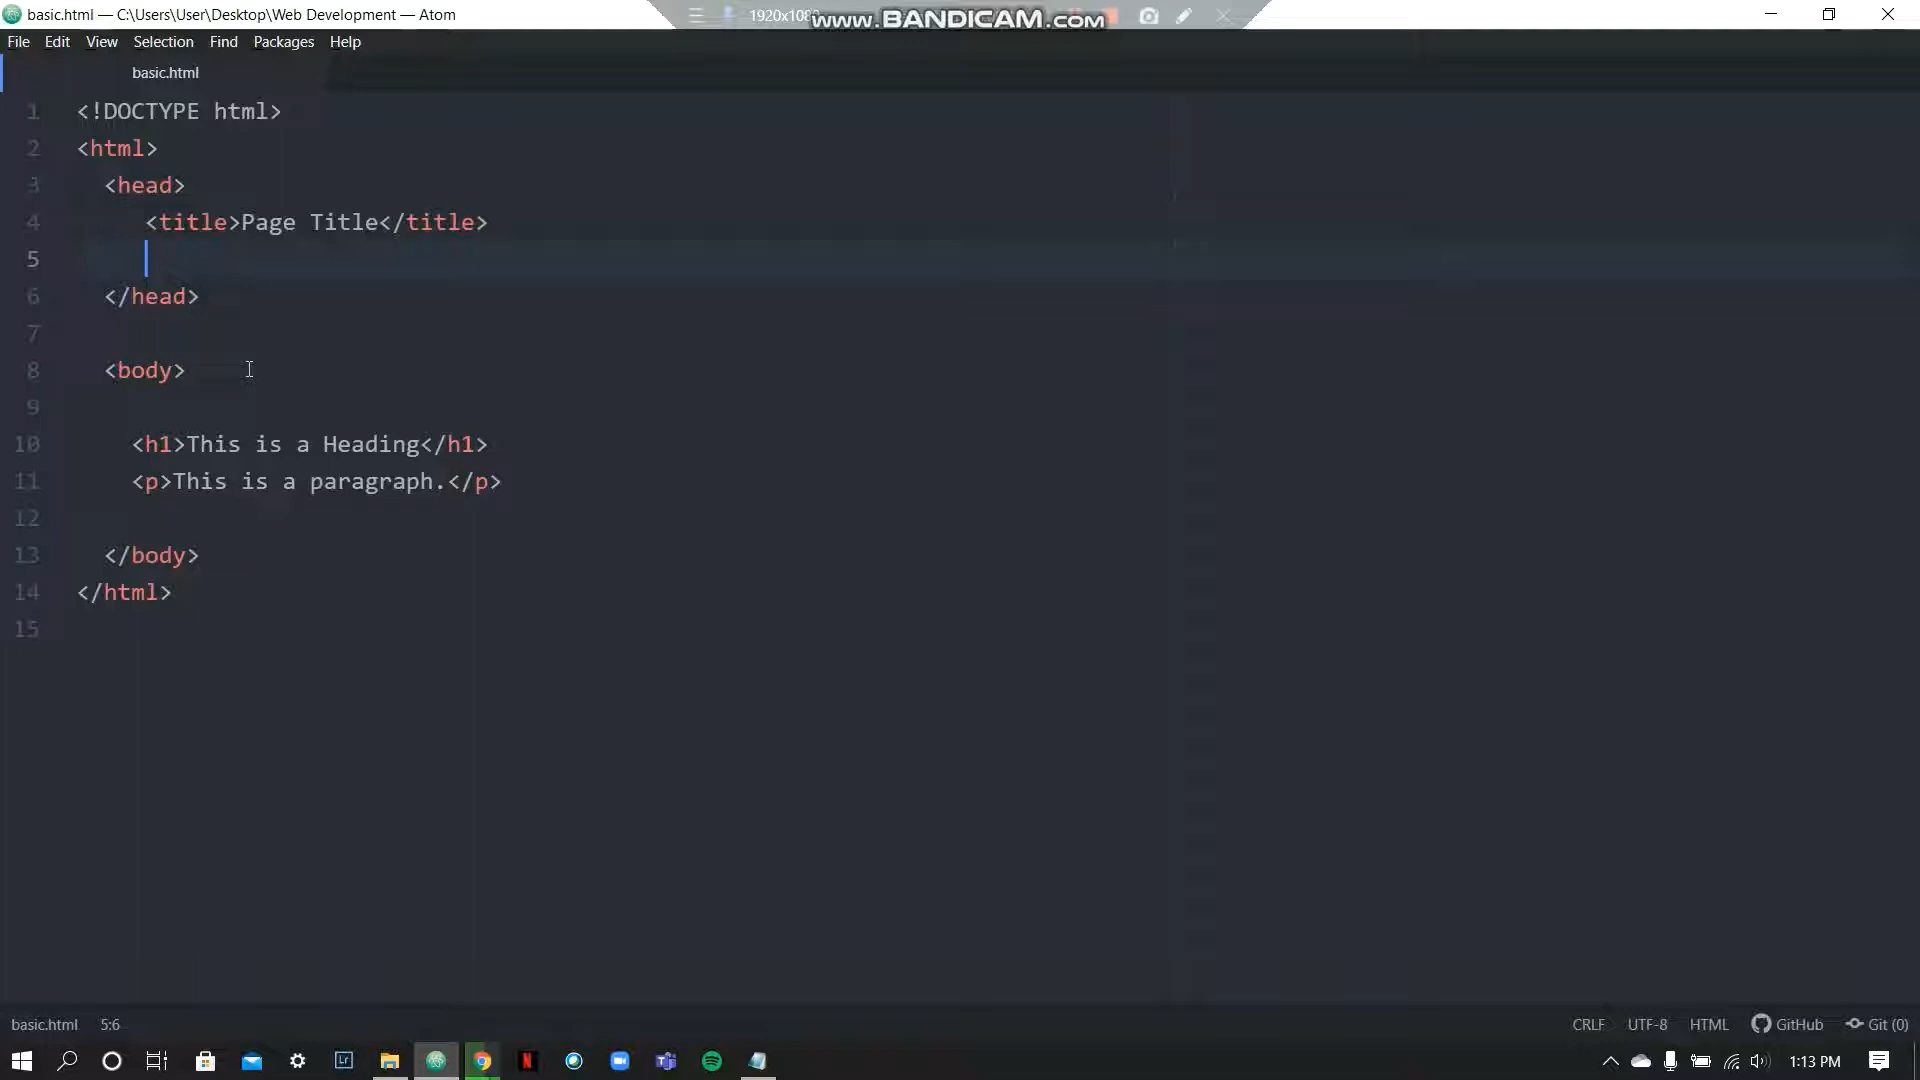 basic.html — C:\Users\User\Desktop\Web Development — Atom
1920x108
www.BANDICAM.com
File Edit View Selection Find Packages Help
basic.html
1 <!DOCTYPE html>
2 <html>
3 <head>
4 <title>Page Title</title>
5
6 </head>
7
8 <body>
9
10 <h1>This is a Heading</h1>
11 <p>This is a paragraph.</p>
12
13 </body>
14 </html>
15
basic.html 5:6 CRLF UTF-8 HTML GitHub Git (0)
Lr N 1:13 PM